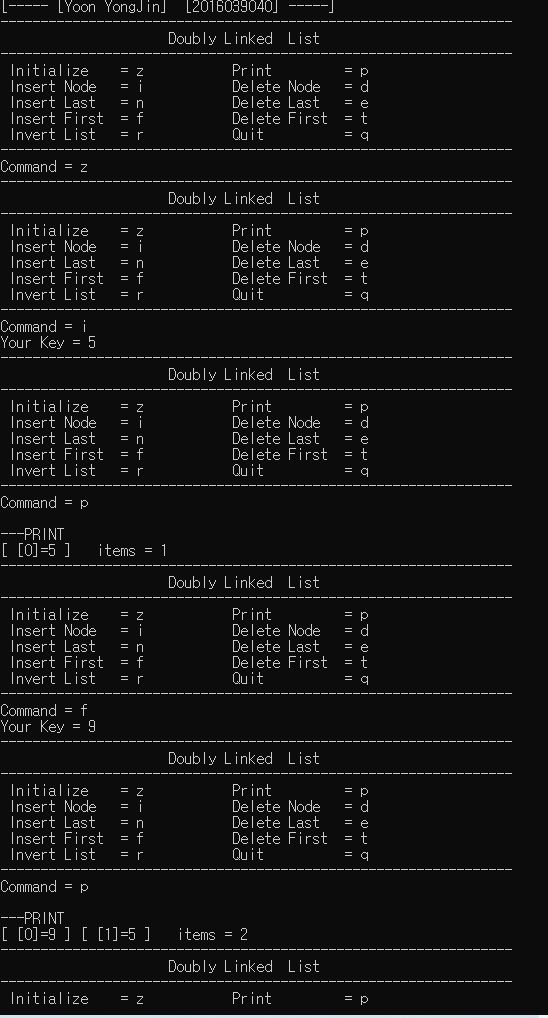 [----- [Yoon YongJin]  [2016039040] -----]
----------------------------------------------------------------
                     Doubly Linked  List
----------------------------------------------------------------
 Initialize    = z           Print         = p
 Insert Node   = i           Delete Node   = d
 Insert Last   = n           Delete Last   = e
 Insert First  = f           Delete First  = t
 Invert List   = r           Quit          = q
----------------------------------------------------------------
Command = z
----------------------------------------------------------------
                     Doubly Linked  List
----------------------------------------------------------------
 Initialize    = z           Print         = p
 Insert Node   = i           Delete Node   = d
 Insert Last   = n           Delete Last   = e
 Insert First  = f           Delete First  = t
 Invert List   = r           Quit          = q
----------------------------------------------------------------
Command = i
Your Key = 5
----------------------------------------------------------------
                     Doubly Linked  List
----------------------------------------------------------------
 Initialize    = z           Print         = p
 Insert Node   = i           Delete Node   = d
 Insert Last   = n           Delete Last   = e
 Insert First  = f           Delete First  = t
 Invert List   = r           Quit          = q
----------------------------------------------------------------
Command = p

---PRINT
[ [0]=5 ]   items = 1
----------------------------------------------------------------
                     Doubly Linked  List
----------------------------------------------------------------
 Initialize    = z           Print         = p
 Insert Node   = i           Delete Node   = d
 Insert Last   = n           Delete Last   = e
 Insert First  = f           Delete First  = t
 Invert List   = r           Quit          = q
----------------------------------------------------------------
Command = f
Your Key = 9
----------------------------------------------------------------
                     Doubly Linked  List
----------------------------------------------------------------
 Initialize    = z           Print         = p
 Insert Node   = i           Delete Node   = d
 Insert Last   = n           Delete Last   = e
 Insert First  = f           Delete First  = t
 Invert List   = r           Quit          = q
----------------------------------------------------------------
Command = p

---PRINT
[ [0]=9 ] [ [1]=5 ]   items = 2
----------------------------------------------------------------
                     Doubly Linked  List
----------------------------------------------------------------
 Initialize    = z           Print         = p